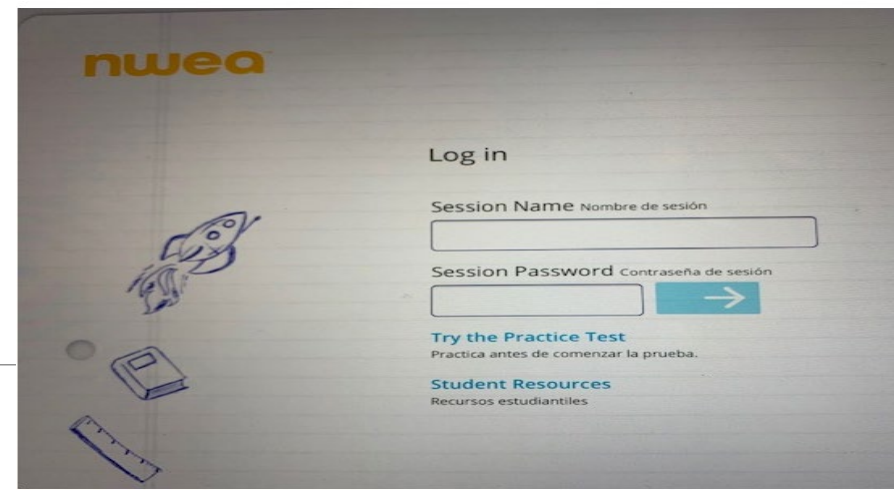 nwea
Log in
Session Name Nombre de sesión
Session Password Contraseña de sesión
Try the Practice Test
Practica antes de comenzar la prueba.
Student Resources
Recursos estudiantiles